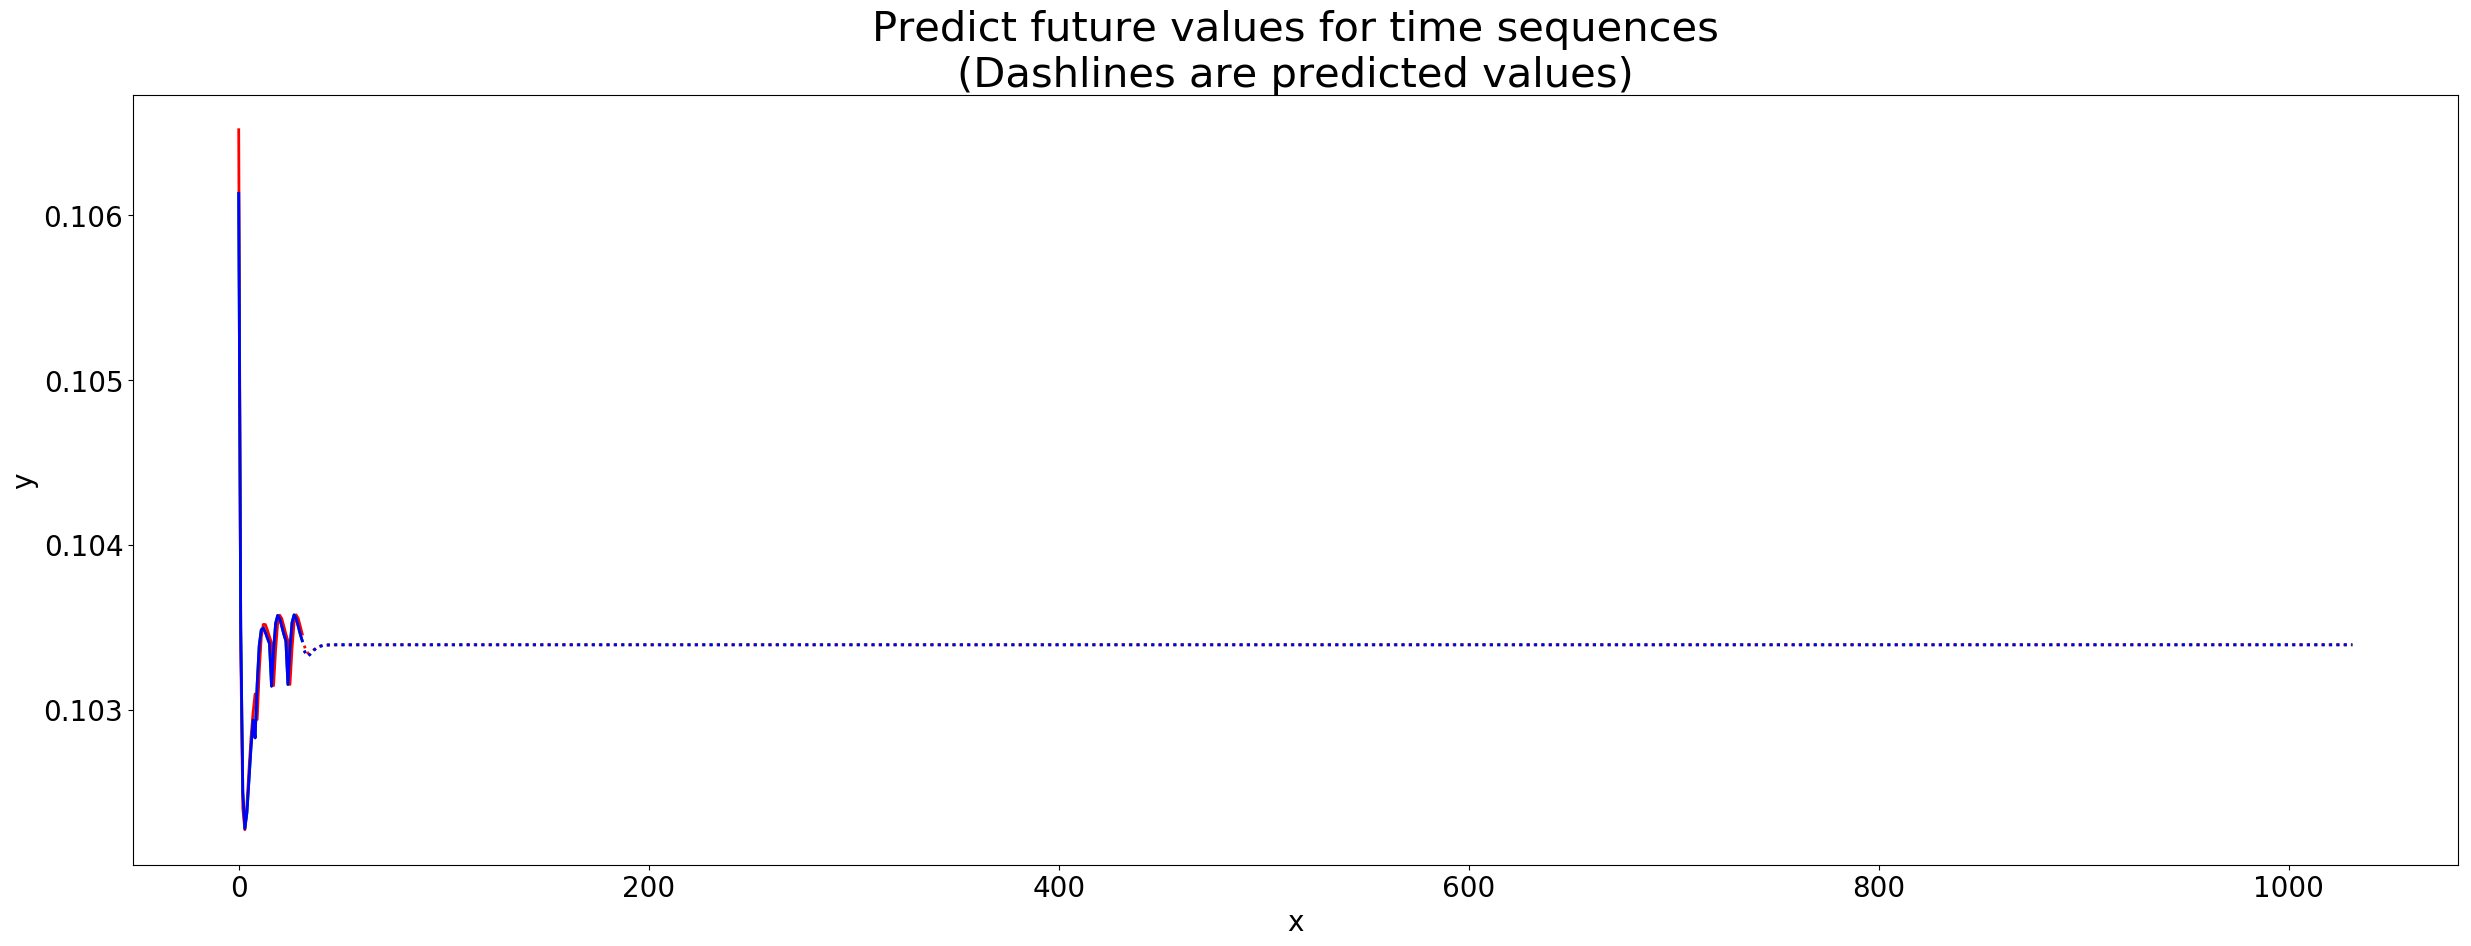 Predict future values for time sequences
(Dashlines are predicted values)
0.106
0.105
0.104
0.103
y
0 200 400 600 800 1000
x